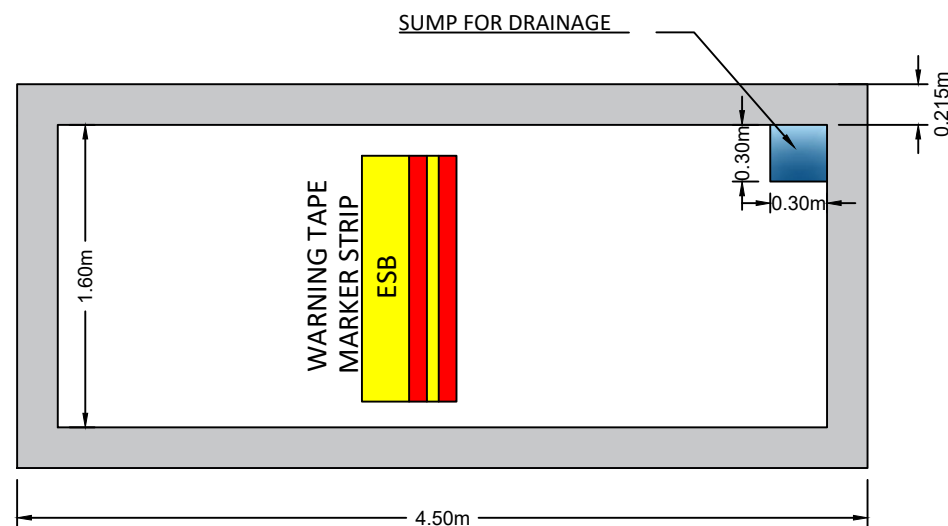 SUMP FOR DRAINAGE
0.215m
0.30m
0.30m
1.60m
WARNING TAPE
MARKER STRIP
ESB
4.50m